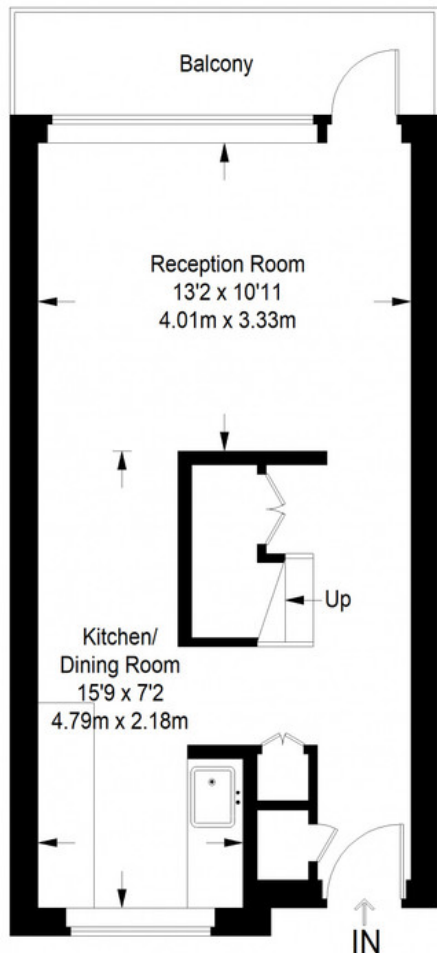 Balcony
Reception Room
13'2 x 10'11
4.01m x 3.33m
Up
Kitchen/
Dining Room
15'9 x 7'2
4.79m x 2.18m
IN